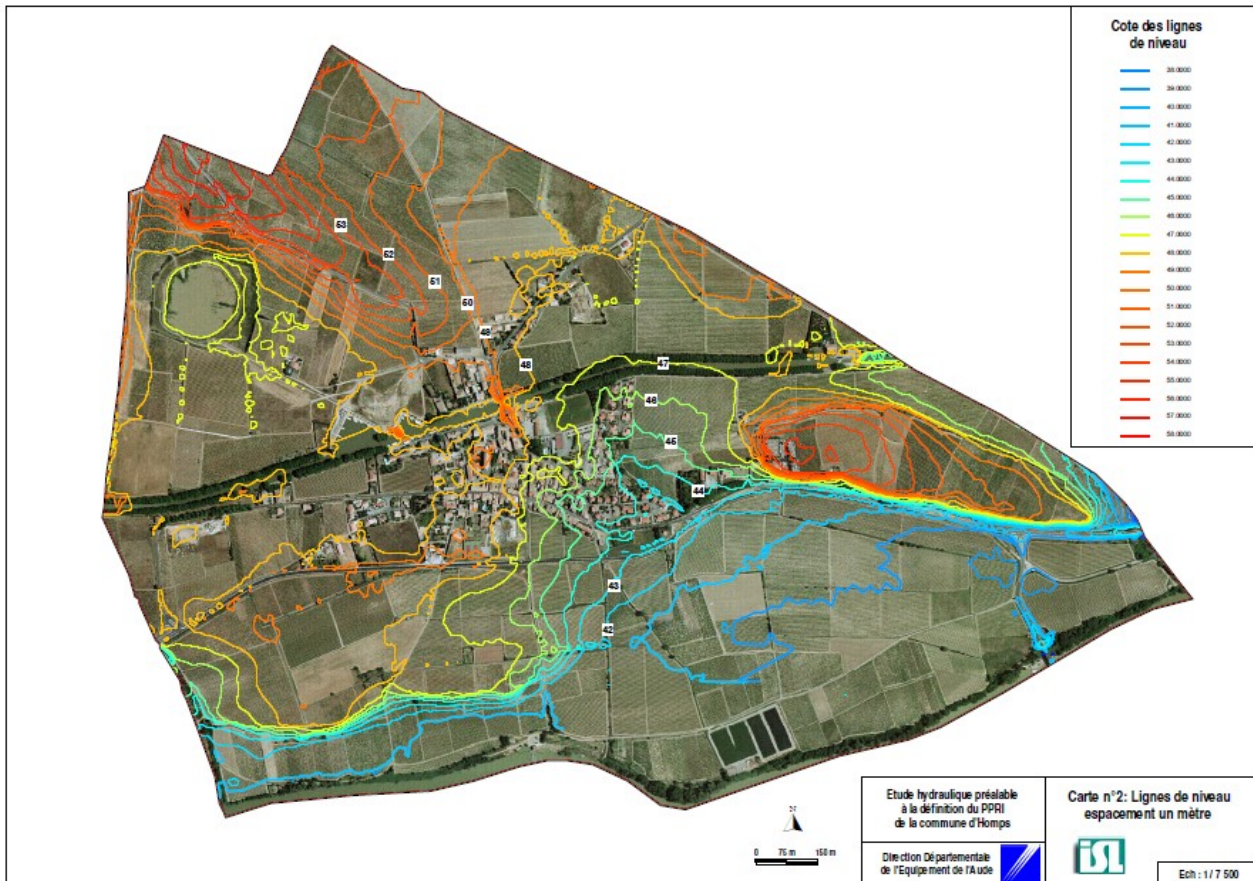 Cote des lignes
de niveau
38.0000
39.0000
40.0000
41.0000
42.0000
43.0000
44.0000
45.0000
46.0000
47.0000
48.0000
49.0000
50.0000
51.0000
52.0000
53.0000
54.0000
55.0000
56.0000
57.0000
58.0000
53
52
51
50
48
48
47
46
45
44
43
42
N
0 75 m 150 m
Etude hydraulique préalable
à la définition du PPRI
de la commune d'Homps
Direction Départementale
de l'Equipement de l'Aude
Carte n°2: Lignes de niveau
espacement un mètre
iSL
Ech : 1 / 7 500